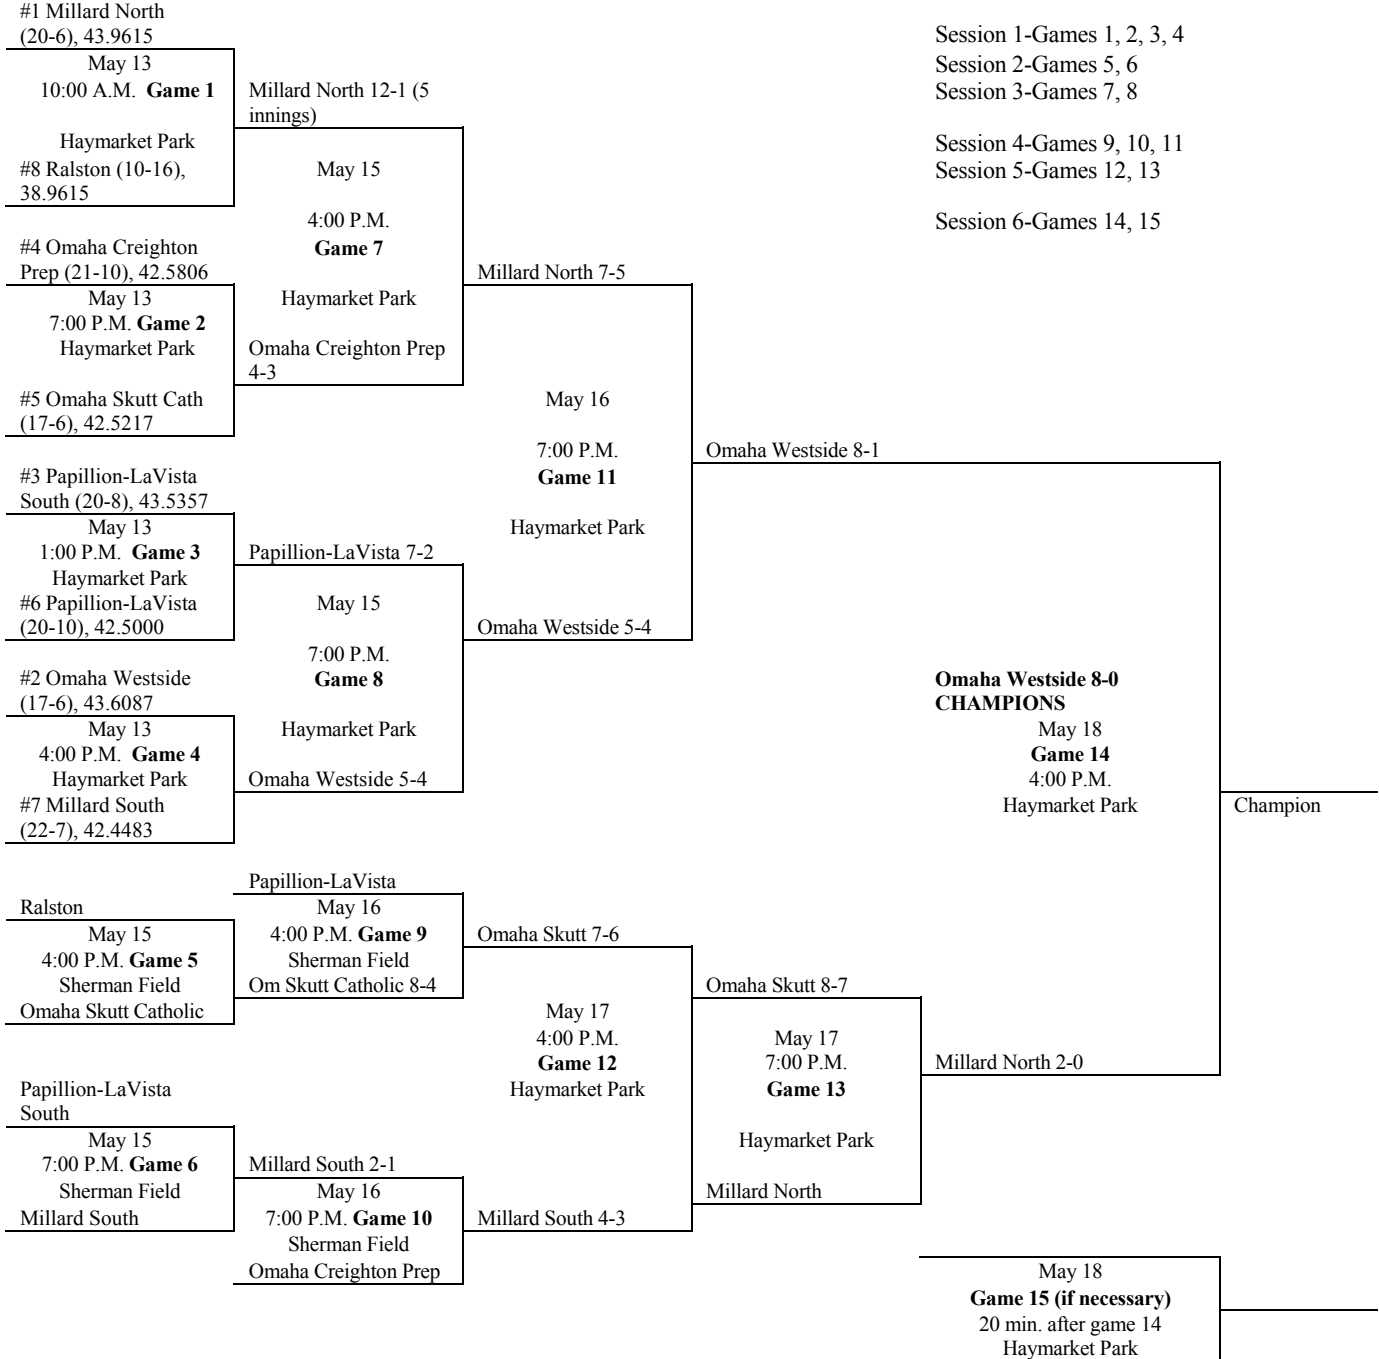 #1 Millard North
(20-6), 43.9615
May 13
10:00 A.M. Game 1
Haymarket Park
#8 Ralston (10-16),
38.9615
#4 Omaha Creighton
Prep (21-10), 42.5806
May 13
7:00 P.M. Game 2
Haymarket Park
#5 Omaha Skutt Cath
(17-6), 42.5217
#3 Papillion-LaVista
South (20-8), 43.5357
May 13
1:00 P.M. Game 3
Haymarket Park
#6 Papillion-LaVista
(20-10), 42.5000
#2 Omaha Westside
(17-6), 43.6087
May 13
4:00 P.M. Game 4
Haymarket Park
#7 Millard South
(22-7), 42.4483
Ralston
May 15
4:00 P.M. Game 5
Sherman Field
Omaha Skutt Catholic
Papillion-LaVista
South
May 15
7:00 P.M. Game 6
Sherman Field
Millard South
Millard North 12-1 (5
innings)
May 15
4:00 P.M.
Game 7
Haymarket Park
Omaha Creighton Prep
4-3
Papillion-LaVista 7-2
May 15
7:00 P.M.
Game 8
Haymarket Park
Omaha Westside 5-4
Papillion-LaVista
May 16
4:00 P.M. Game 9
Sherman Field
Om Skutt Catholic 8-4
Millard South 2-1
May 16
7:00 P.M. Game 10
Sherman Field
Omaha Creighton Prep
Millard North 7-5
May 16
7:00 P.M.
Game 11
Haymarket Park
Omaha Westside 5-4
Omaha Skutt 7-6
May 17
4:00 P.M.
Game 12
Haymarket Park
Millard South 4-3
Omaha Westside 8-1
Omaha Skutt 8-7
May 17
7:00 P.M.
Game 13
Haymarket Park
Millard North
Session 1-Games 1, 2, 3, 4
Session 2-Games 5, 6
Session 3-Games 7, 8
Session 4-Games 9, 10, 11
Session 5-Games 12, 13
Session 6-Games 14, 15
Omaha Westside 8-0
CHAMPIONS
May 18
Game 14
4:00 P.M.
Haymarket Park
Millard North 2-0
Champion
May 18
Game 15 (if necessary)
20 min. after game 14
Haymarket Park